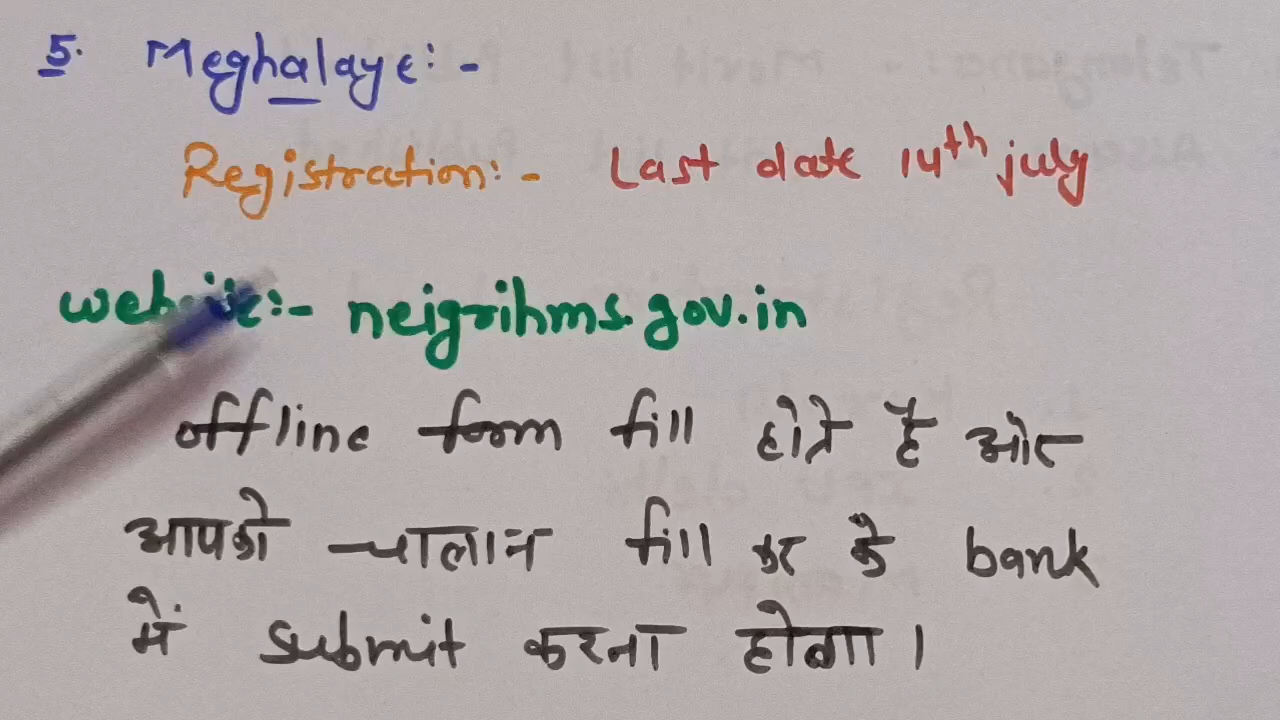 5. Meghalaye:-
Registration:- Last date 14th july
website:- neigrihms.gov.in
offline form fill होते है और
आपको चालान fill कर के bank
में submit करना होगा।